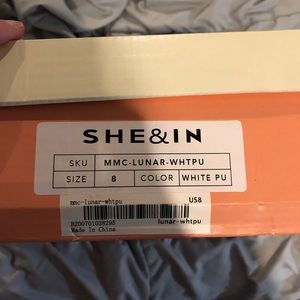 SHE&IN
SKU MMC-LUNAR-WHTPU
SIZE 8 COLOR WHITE PU
mmc-lunar-whtpu US8
B200701038295 lunar-whtpu
Made In China